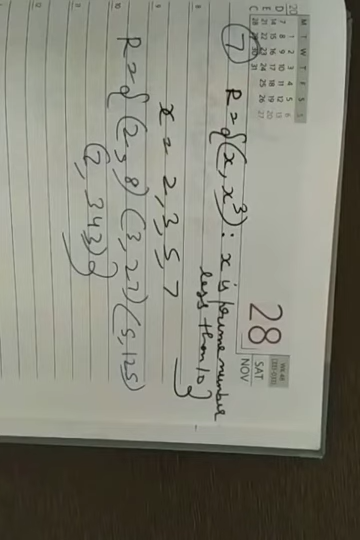 28
SAT
NOV
⑦ R = {(x, x³) : x is prime number
less than 10}
x = 2, 3, 5, 7
R = {(2, 8) (3, 27) (5, 125)
(7, 343)}